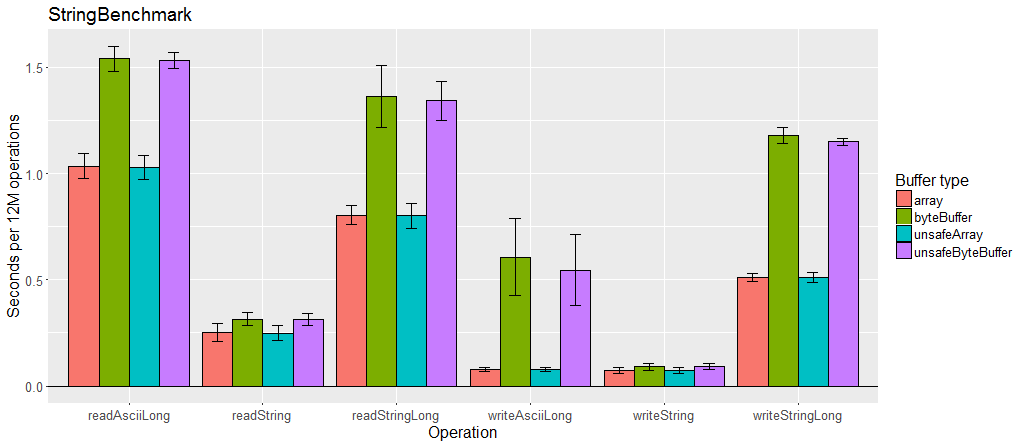 StringBenchmark
Seconds per 12M operations
1.5
1.0
0.5
0.0
readAsciiLong
readString
readStringLong
writeAsciiLong
writeString
writeStringLong
Operation
Buffer type
array
byteBuffer
unsafeArray
unsafeByteBuffer